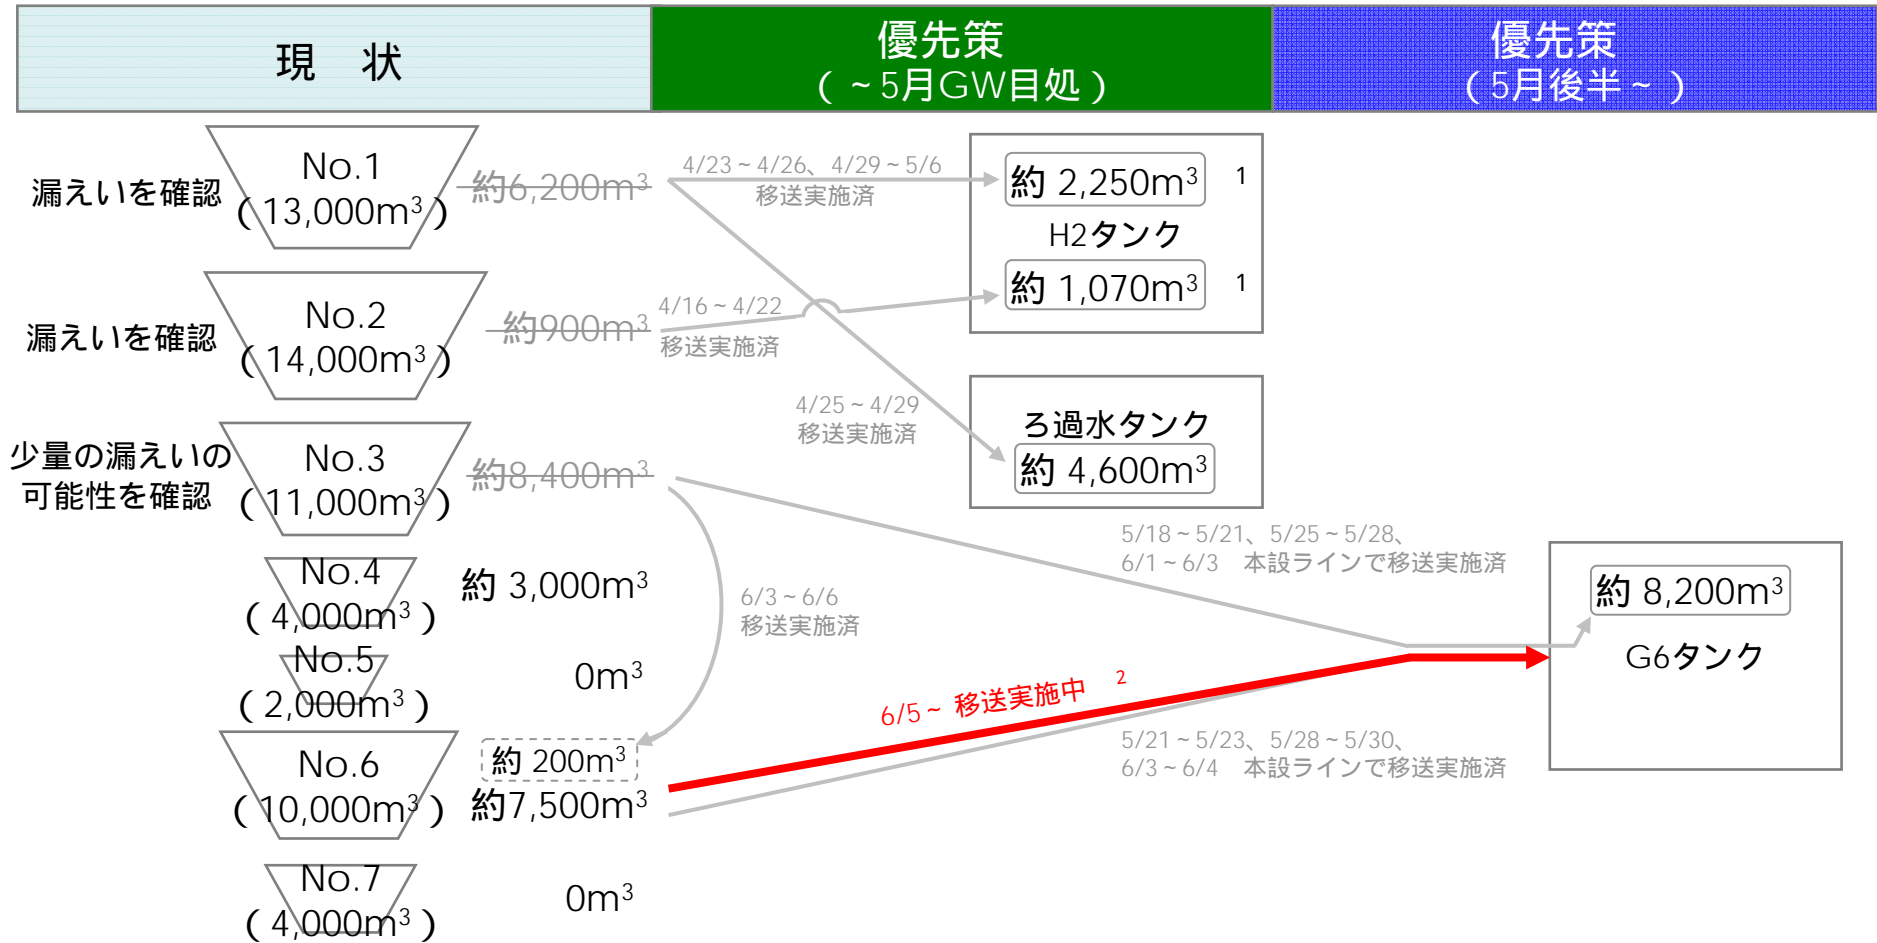 現 状
優先策
(~5月GW目処)
優先策
(5月後半~)
漏えいを確認
No.1
(13,000m³)
約6,200m³
4/23~4/26、4/29~5/6
移送実施済
約 2,250m³ 1
H2タンク
約 1,070m³ 1
漏えいを確認
No.2
(14,000m³)
約900m³
4/16~4/22
移送実施済
4/25~4/29
移送実施済
ろ過水タンク
約 4,600m³
少量の漏えいの
可能性を確認
No.3
(11,000m³)
約8,400m³
5/18~5/21、5/25~5/28、
6/1~6/3 本設ラインで移送実施済
No.4
(4,000m³)
約 3,000m³
6/3~6/6
移送実施済
約 8,200m³
G6タンク
No.5
(2,000m³)
0m³
6/5~ 移送実施中 2
5/21~5/23、5/28~5/30、
6/3~6/4 本設ラインで移送実施済
No.6
(10,000m³)
約 200m³
約7,500m³
No.7
(4,000m³)
0m³